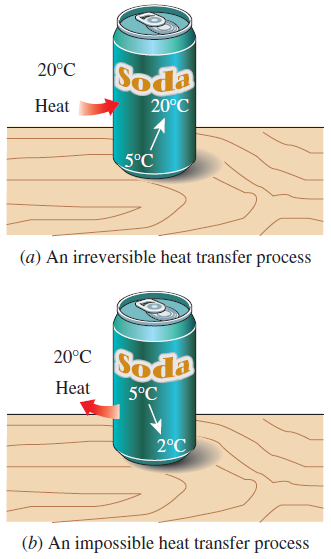 20°C
Soda
Heat
20°C
5°C
(a) An irreversible heat transfer process
20°C
Soda
Heat
5°C
2°C
(b) An impossible heat transfer process